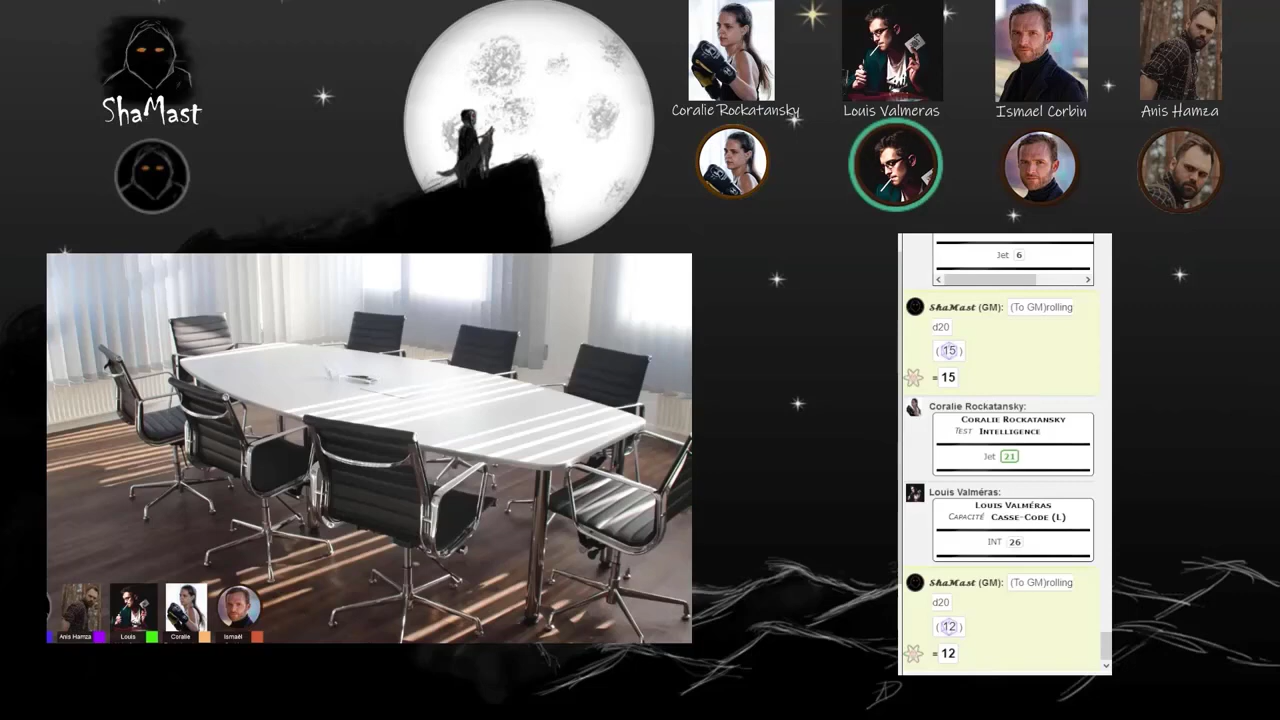 ShaMast
Coralie Rockatansky
Louis Valmeras
Ismael Corbin
Anis Hamza
Jet 6
ShaMast (GM): (To GM)rolling
d20
(15)
=15
Coralie Rockatansky:
CORALIE ROCKATANSKY
TEST INTELLIGENCE
Jet 21
Louis Valméras:
LOUIS VALMÉRAS
CAPACITÉ CASSE-CODE (L)
INT 26
ShaMast (GM): (To GM)rolling
d20
(12)
=12
Anis Hamza
Louis
Coralie
Ismaël
AD